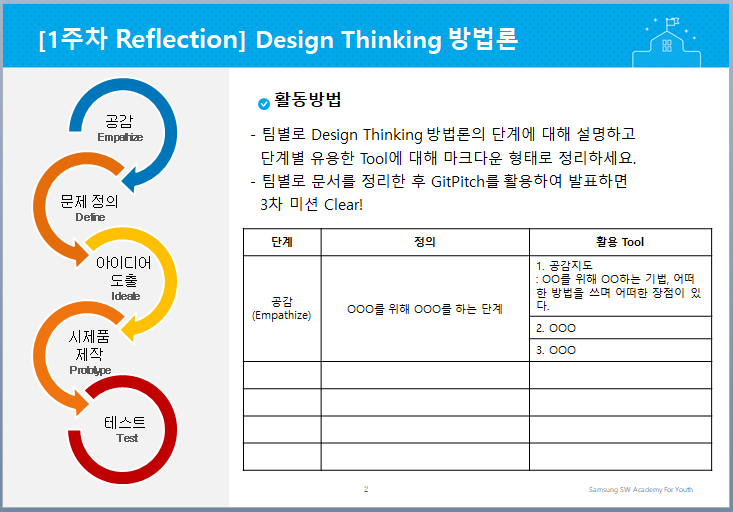 [1주차 Reflection] Design Thinking 방법론
공감
Empathize
문제 정의
Define
아이디어
도출
Ideate
시제품
제작
Prototype
테스트
Test
활동방법
- 팀별로 Design Thinking 방법론의 단계에 대해 설명하고
단계별 유용한 Tool에 대해 마크다운 형태로 정리하세요.
- 팀별로 문서를 정리한 후 GitPitch를 활용하여 발표하면
3차 미션 Clear!
단계 정의 활용 Tool
공감
(Empathize)
OOO를 위해 OOO를 하는 단계
1. 공감지도
: OO를 위해 OO하는 기법, 어떠
한 방법을 쓰며 어떠한 장점이 있
다.
2. OOO
3. OOO
2
Samsung SW Academy For Youth